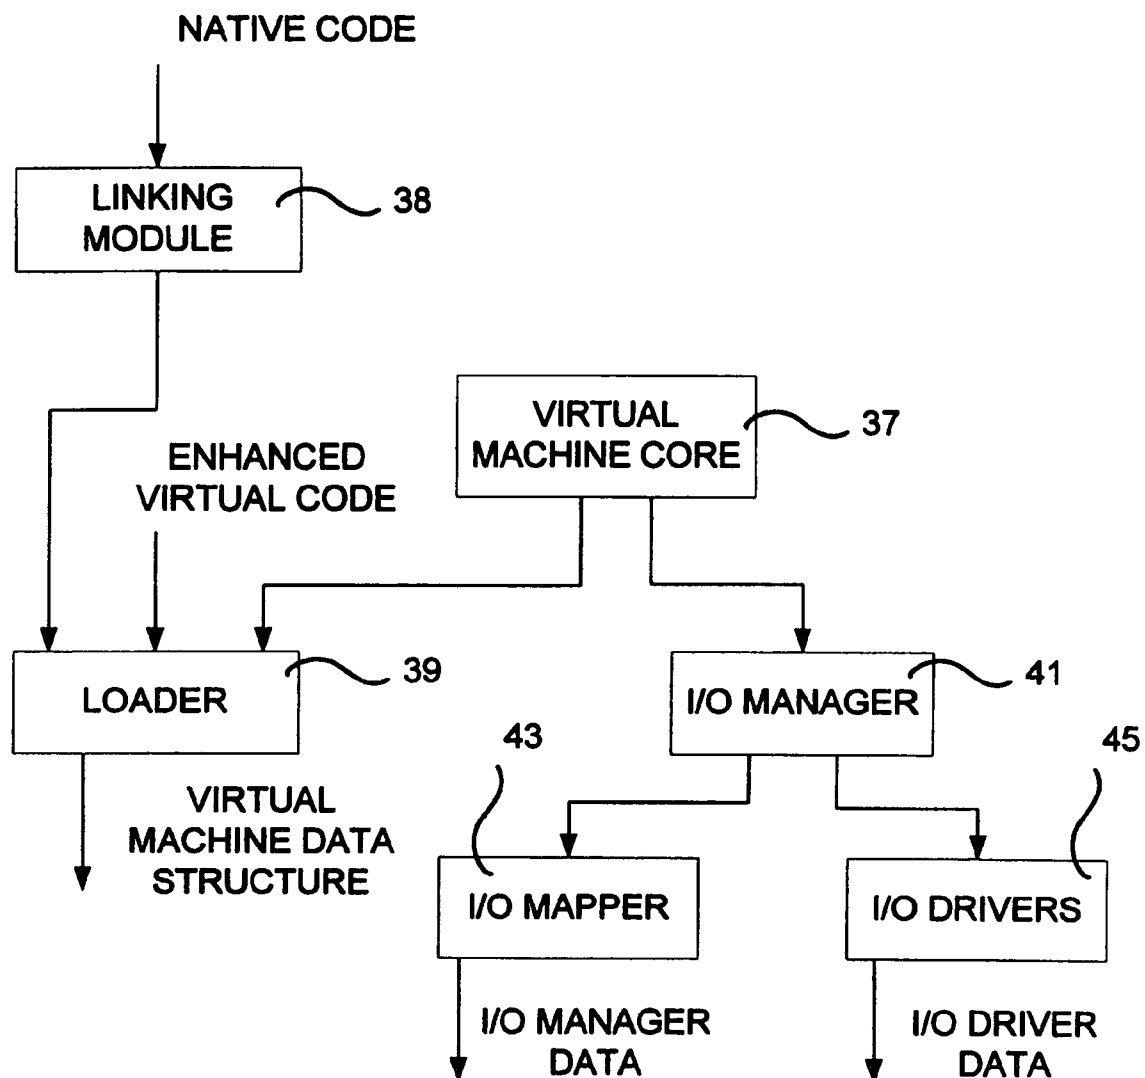 NATIVE CODE
LINKING
MODULE
38
VIRTUAL
MACHINE CORE
37
ENHANCED
VIRTUAL CODE
LOADER
39
I/O MANAGER
41
43
45
VIRTUAL
MACHINE DATA
STRUCTURE
I/O MAPPER
I/O DRIVERS
I/O MANAGER
DATA
I/O DRIVER
DATA